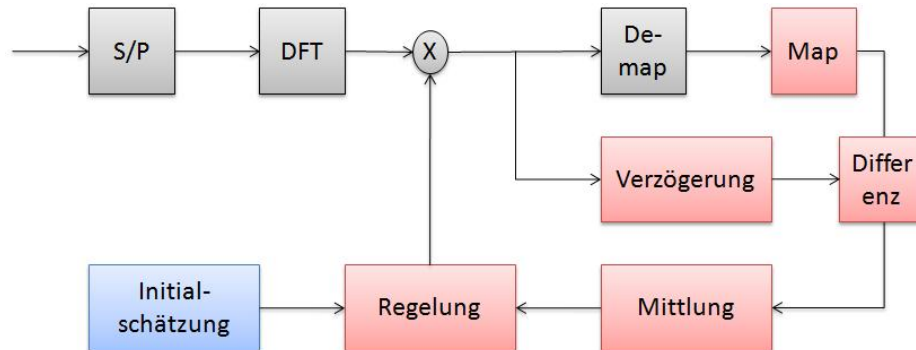 S/P
DFT
X
De-
map
Map
Verzögerung
Differ
enz
Initial-
schätzung
Regelung
Mittlung